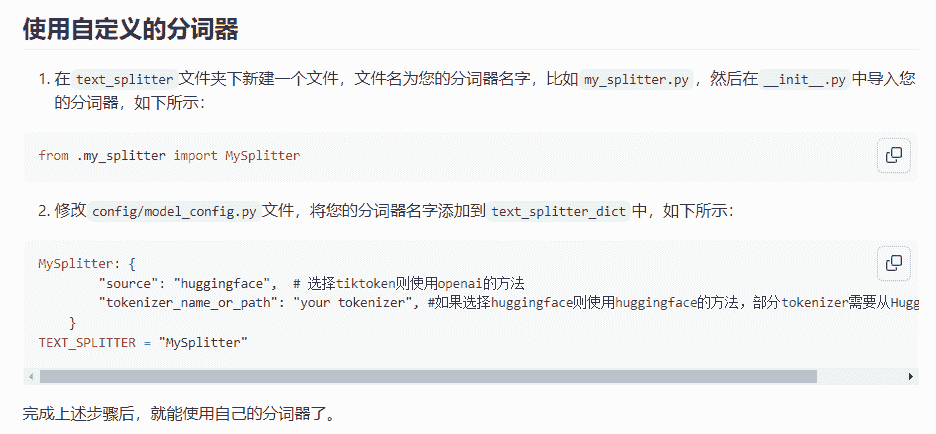 使用自定义的分词器
1. 在 text_splitter 文件夹下新建一个文件，文件名为您的分词器名字，比如 my_splitter.py ，然后在 __init__.py 中导入您
的分词器，如下所示：
from .my_splitter import MySplitter
2. 修改 config/model_config.py 文件，将您的分词器名字添加到 text_splitter_dict 中，如下所示：
MySplitter: {
"source": "huggingface",  # 选择tiktoken则使用openai的方法
"tokenizer_name_or_path": "your tokenizer", #如果选择huggingface则使用huggingface的方法，部分tokenizer需要从Hugg
}
TEXT_SPLITTER = "MySplitter"
完成上述步骤后，就能使用自己的分词器了。